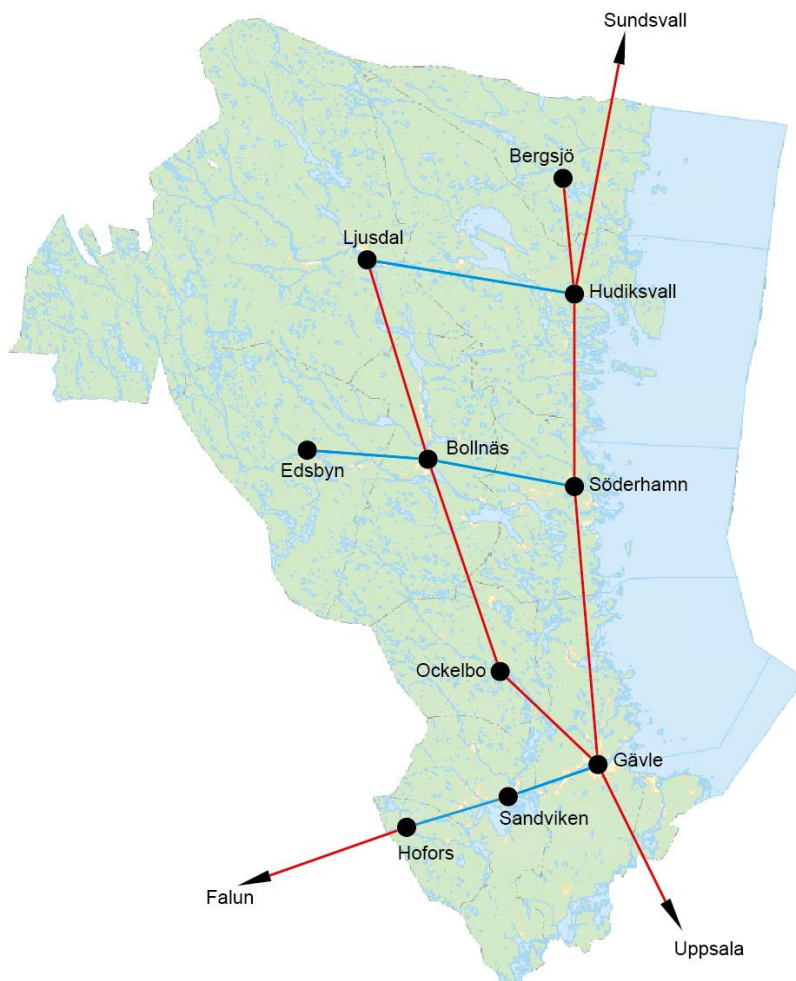 Sundsvall
Bergsjö
Ljusdal
Hudiksvall
Bollnäs
Edsbyn
Söderhamn
Ockelbo
Gävle
Sandviken
Hofors
Falun
Uppsala